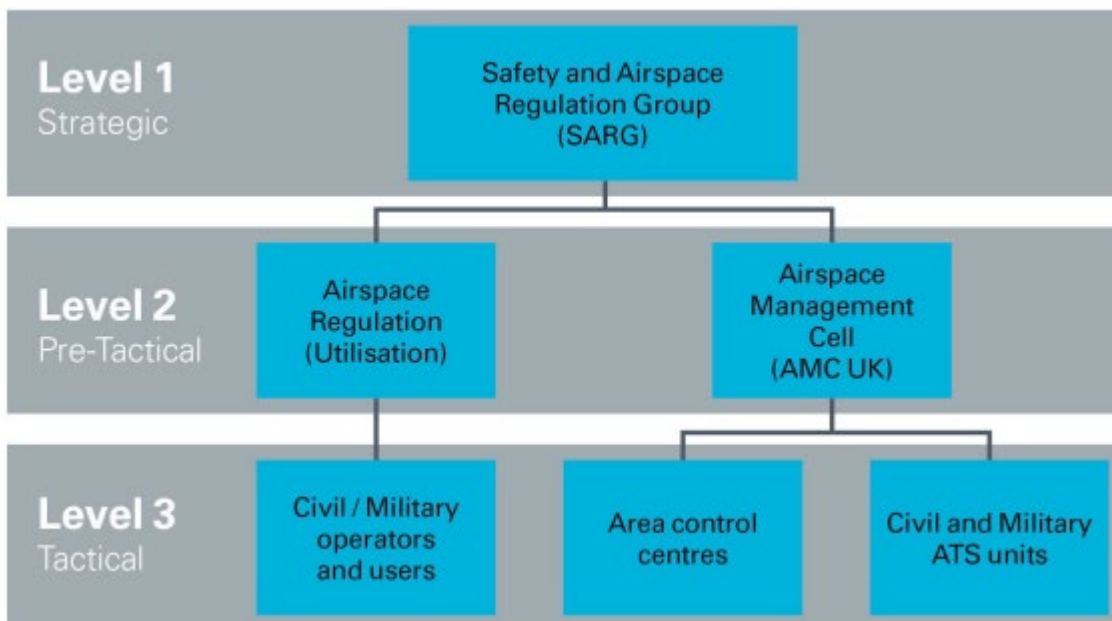 Level 1
Strategic
Safety and Airspace
Regulation Group
(SARG)
Level 2
Pre-Tactical
Airspace
Regulation
(Utilisation)
Airspace
Management
Cell
(AMC UK)
Level 3
Tactical
Civil / Military
operators
and users
Area control
centres
Civil and Military
ATS units